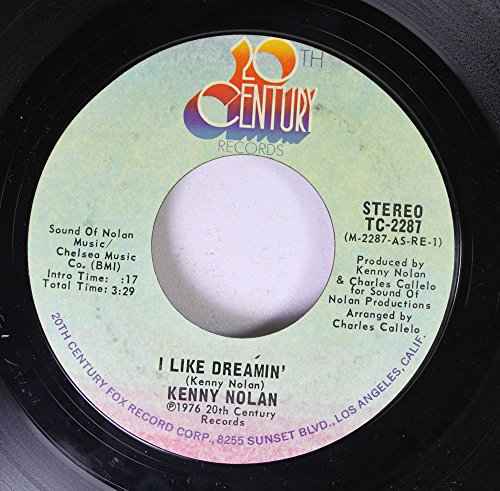 20TH
CENTURY
RECORDS
STEREO
TC-2287
(M-2287-AS-RE-1)
Sound Of Nolan
Music/
Chelsea Music
Co. (BMI)
Intro Time: :17
Total Time: 3:29
Produced by
Kenny Nolan
& Charles Callelo
for Sound Of
Nolan Productions
Arranged by
Charles Callelo
I LIKE DREAMIN'
(Kenny Nolan)
KENNY NOLAN
℗1976 20th Century
Records
20TH CENTURY FOX RECORD CORP., 8255 SUNSET BLVD., LOS ANGELES, CALIF.